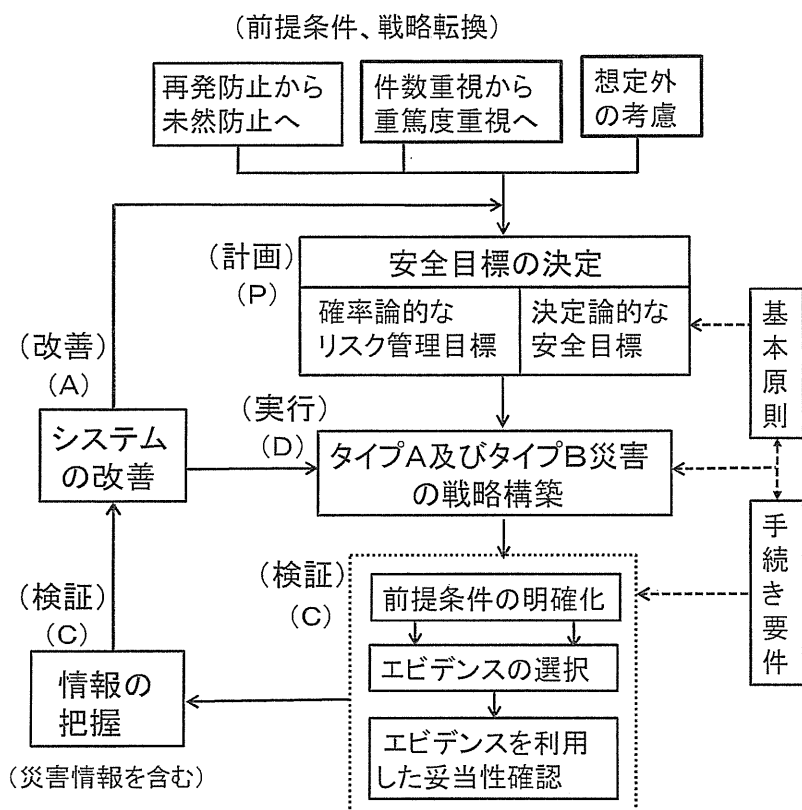 (前提条件、戦略転換)
再発防止から
未然防止へ
件数重視から
重篤度重視へ
想定外
の考慮
(計画)
(P)
安全目標の決定
確率論的な
リスク管理目標
決定論的な
安全目標
基本原則
(改善)
(A)
システム
の改善
(実行)
(D)
タイプA及びタイプB災害
の戦略構築
手続き要件
(検証)
(C)
前提条件の明確化
エビデンスの選択
エビデンスを利用
した妥当性確認
(検証)
(C)
情報の
把握
(災害情報を含む)